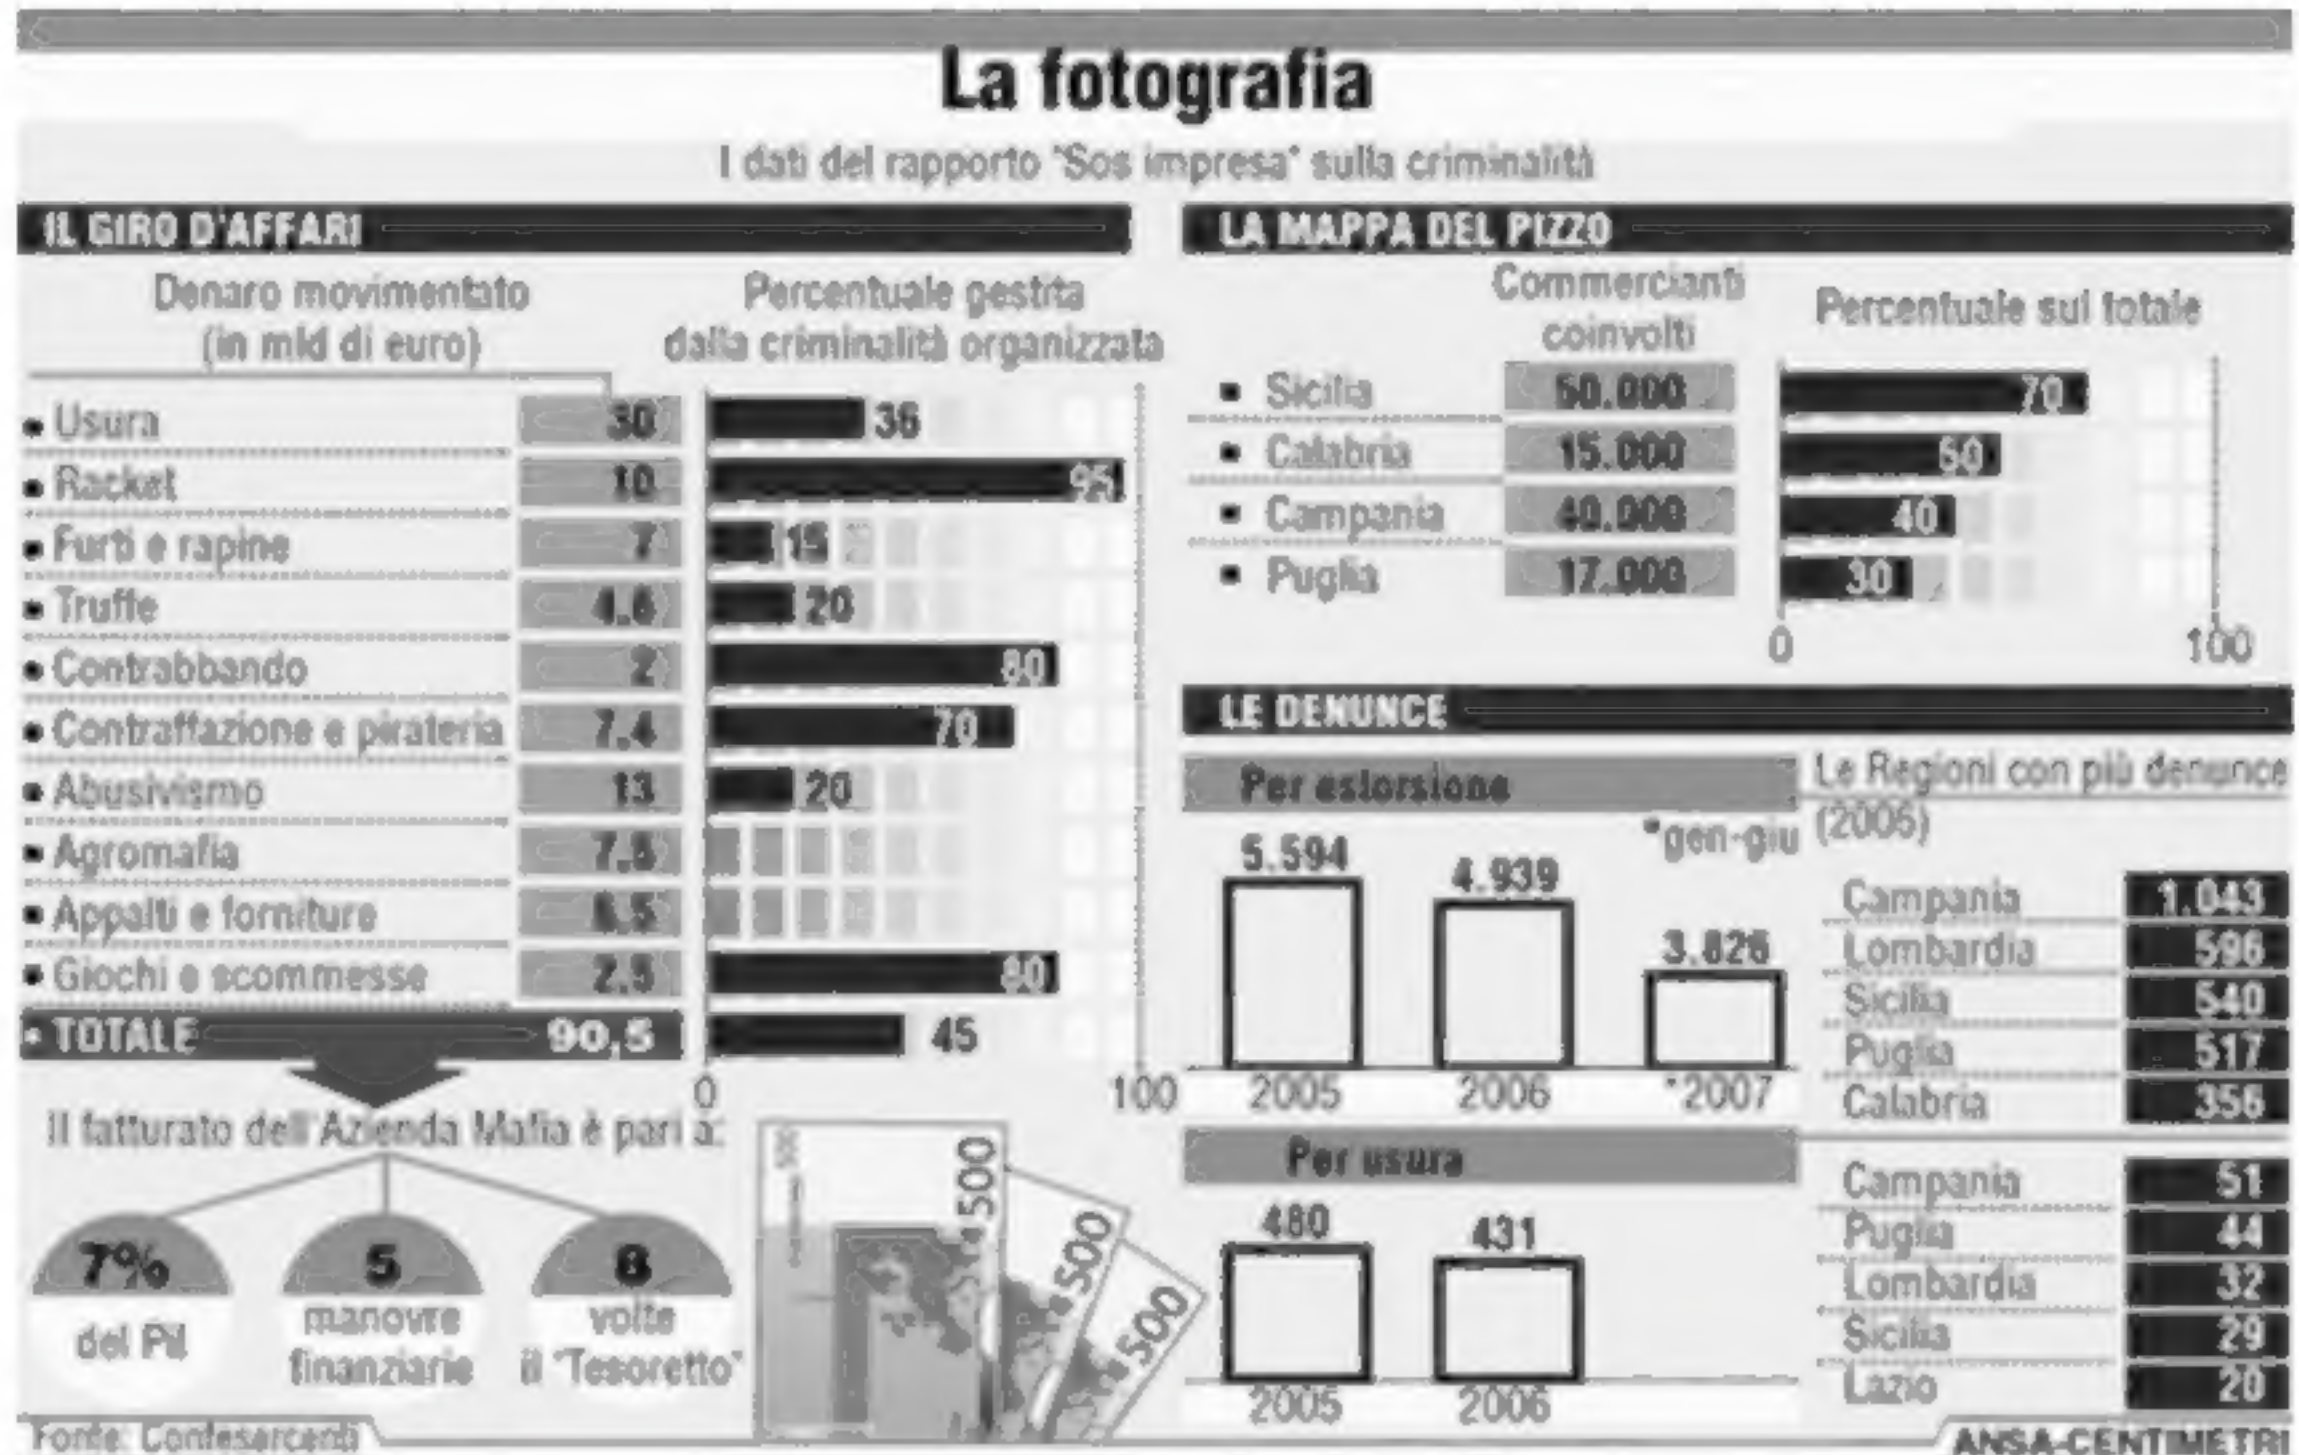 La fotografia
I dati del rapporto "Sos impresa" sulla criminalità
IL GIRO D'AFFARI
Denaro movimentato
(in mld di euro)
Percentuale gestita
dalla criminalità organizzata
Usura 30 36
Racket 10 95
Furti e rapine 7 15
Truffe 4,6 20
Contrabbando 2 80
Contraffazione e pirateria 7,4 70
Abusivismo 13 20
Agromafia 7,5
Appalti e forniture 6,5
Giochi e scommesse 2,5 80
TOTALE 90,5 45
0 100
Il fatturato dell'Azienda Mafia è pari a:
7% del Pil
5 manovre
finanziarie
volte
il "Tesoretto"
500
500
500
LA MAPPA DEL PIZZO
Commercianti
coinvolti
Percentuale sul totale
Sicilia 50.000 70
Calabria 15.000 50
Campania 40.000 40
Puglia 17.000 30
0 100
LE DENUNCE
Per estorsione
*gen-giu
5.594 4.939 3.826
2005 2006 *2007
Le Regioni con più denunce
(2006)
Campania 1.043
Lombardia 596
Sicilia 540
Puglia 517
Calabria 356
Per usura
480 431
2005 2006
Campania 51
Puglia 44
Lombardia 32
Sicilia 29
Lazio 20
Fonte: Confesercenti
ANSA-CENTIMETRI